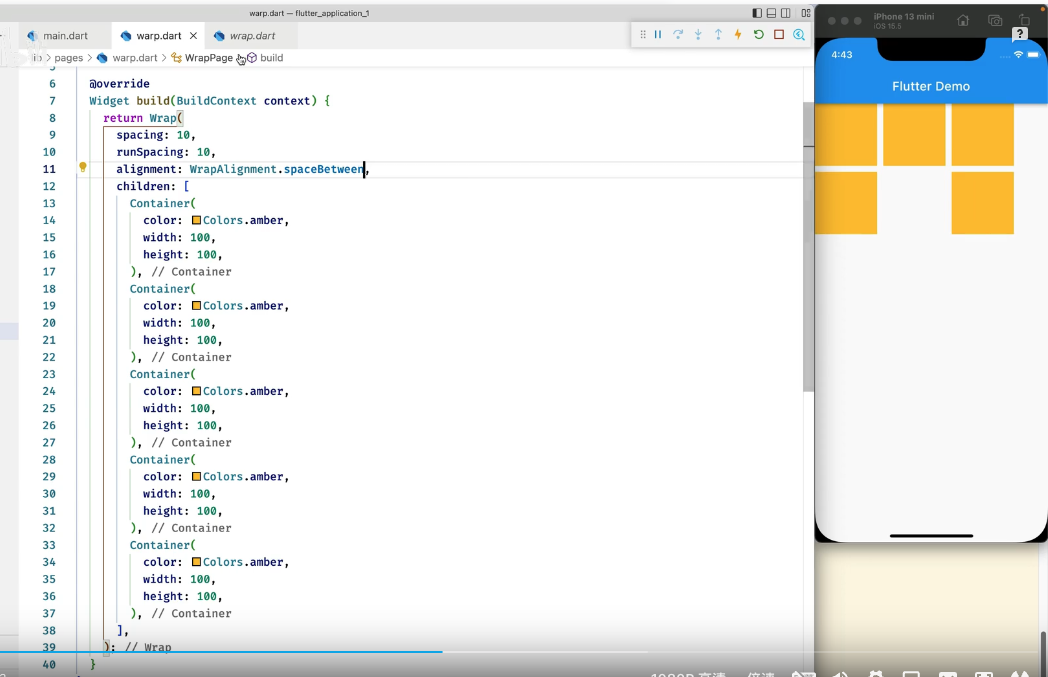 warp.dart — flutter_application_1
main.dart
warp.dart
wrap.dart
iPhone 13 mini
iOS 15.5
?
lib > pages > warp.dart > WrapPage > build
4:43
Flutter Demo
6 @override
7 Widget build(BuildContext context) {
8 return Wrap(
9 spacing: 10,
10 runSpacing: 10,
11 alignment: WrapAlignment.spaceBetween,
12 children: [
13 Container(
14 color: Colors.amber,
15 width: 100,
16 height: 100,
17 ), // Container
18 Container(
19 color: Colors.amber,
20 width: 100,
21 height: 100,
22 ), // Container
23 Container(
24 color: Colors.amber,
25 width: 100,
26 height: 100,
27 ), // Container
28 Container(
29 color: Colors.amber,
30 width: 100,
31 height: 100,
32 ), // Container
33 Container(
34 color: Colors.amber,
35 width: 100,
36 height: 100,
37 ), // Container
38 ],
39 ); // Wrap
40 }
1080P 高清
倍速